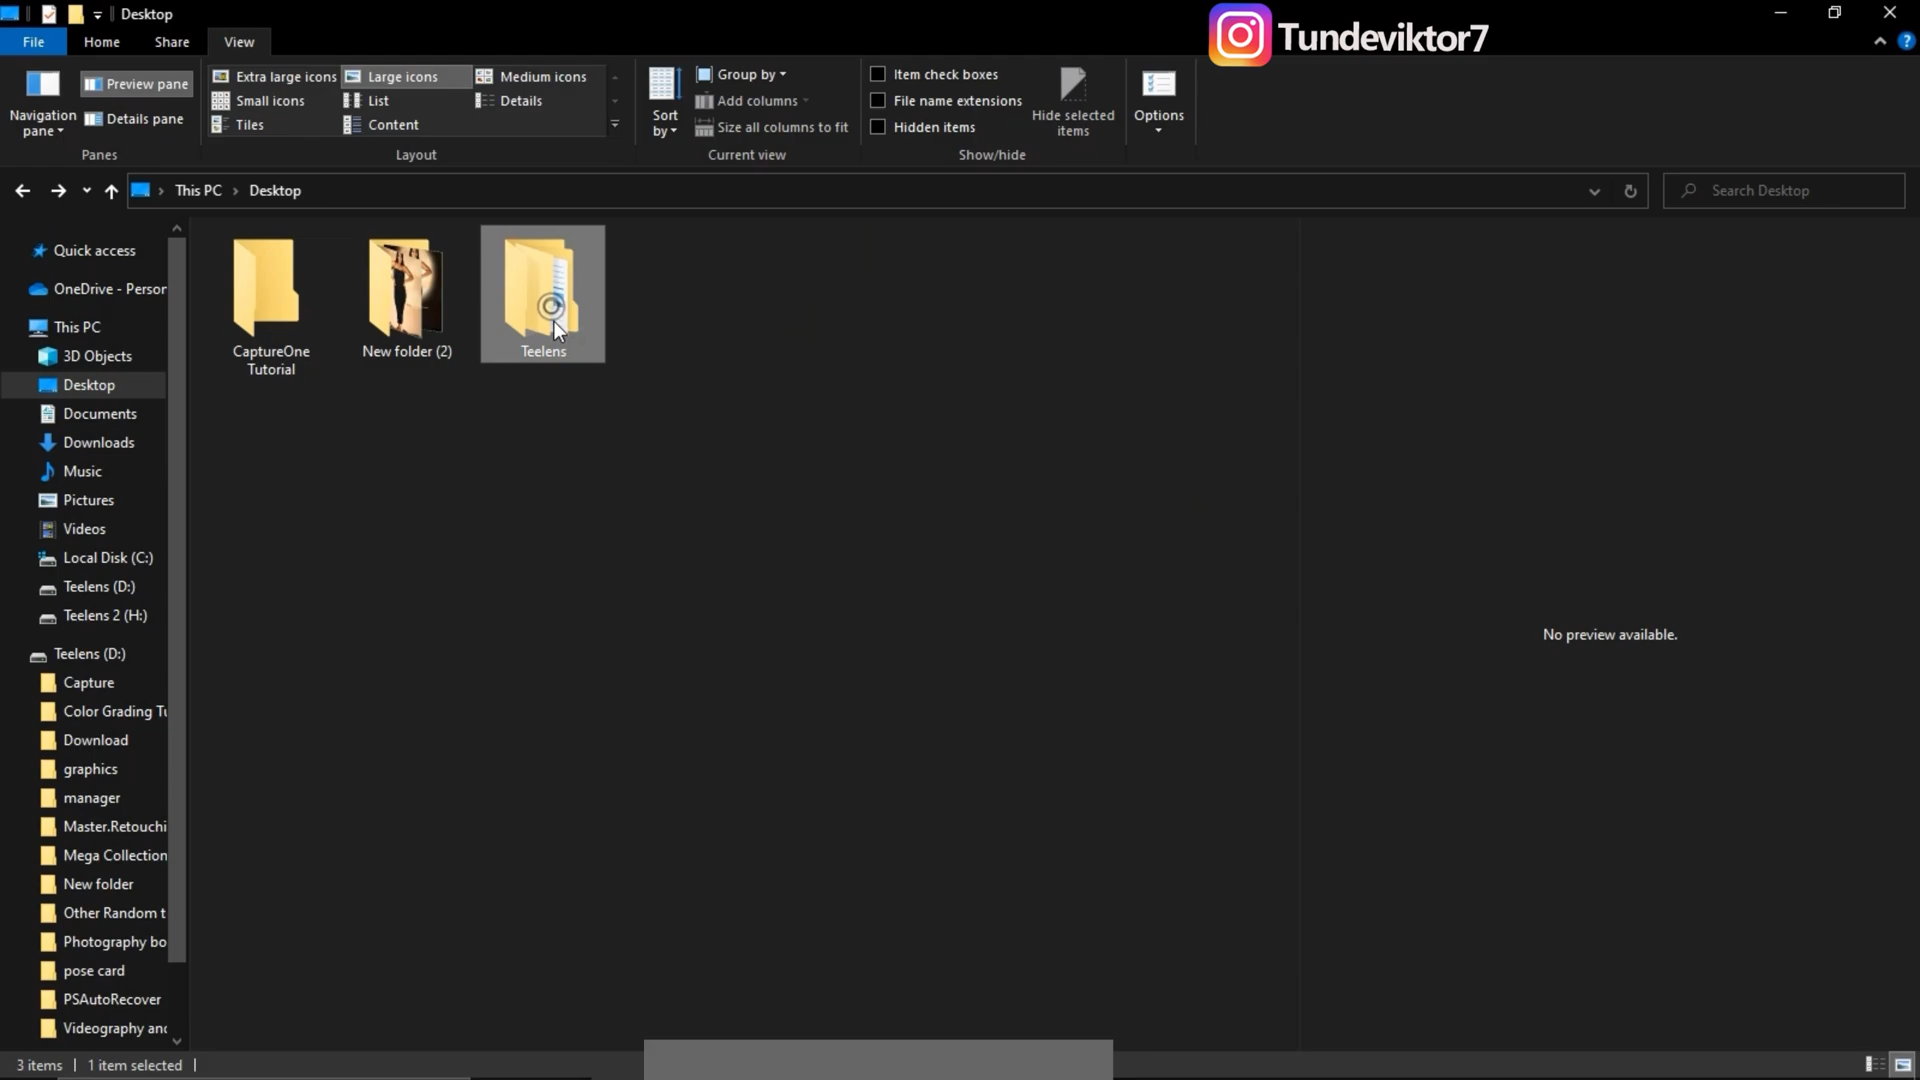 Desktop
Tundeviktor7
File
Home
Share
View
Navigation pane
Preview pane
Details pane
Panes
Extra large icons
Large icons
Medium icons
Small icons
List
Details
Tiles
Content
Layout
Sort by
Group by
Add columns
Size all columns to fit
Current view
Item check boxes
File name extensions
Hidden items
Hide selected items
Show/hide
Options
This PC
Desktop
Search Desktop
Quick access
OneDrive - Person
This PC
3D Objects
Desktop
Documents
Downloads
Music
Pictures
Videos
Local Disk (C:)
Teelens (D:)
Teelens 2 (H:)
Teelens (D:)
Capture
Color Grading Tu
Download
graphics
manager
Master.Retouchi
Mega Collection
New folder
Other Random t
Photography bo
pose card
PSAutoRecover
Videography and
CaptureOne
Tutorial
New folder (2)
Teelens
No preview available.
3 items
1 item selected